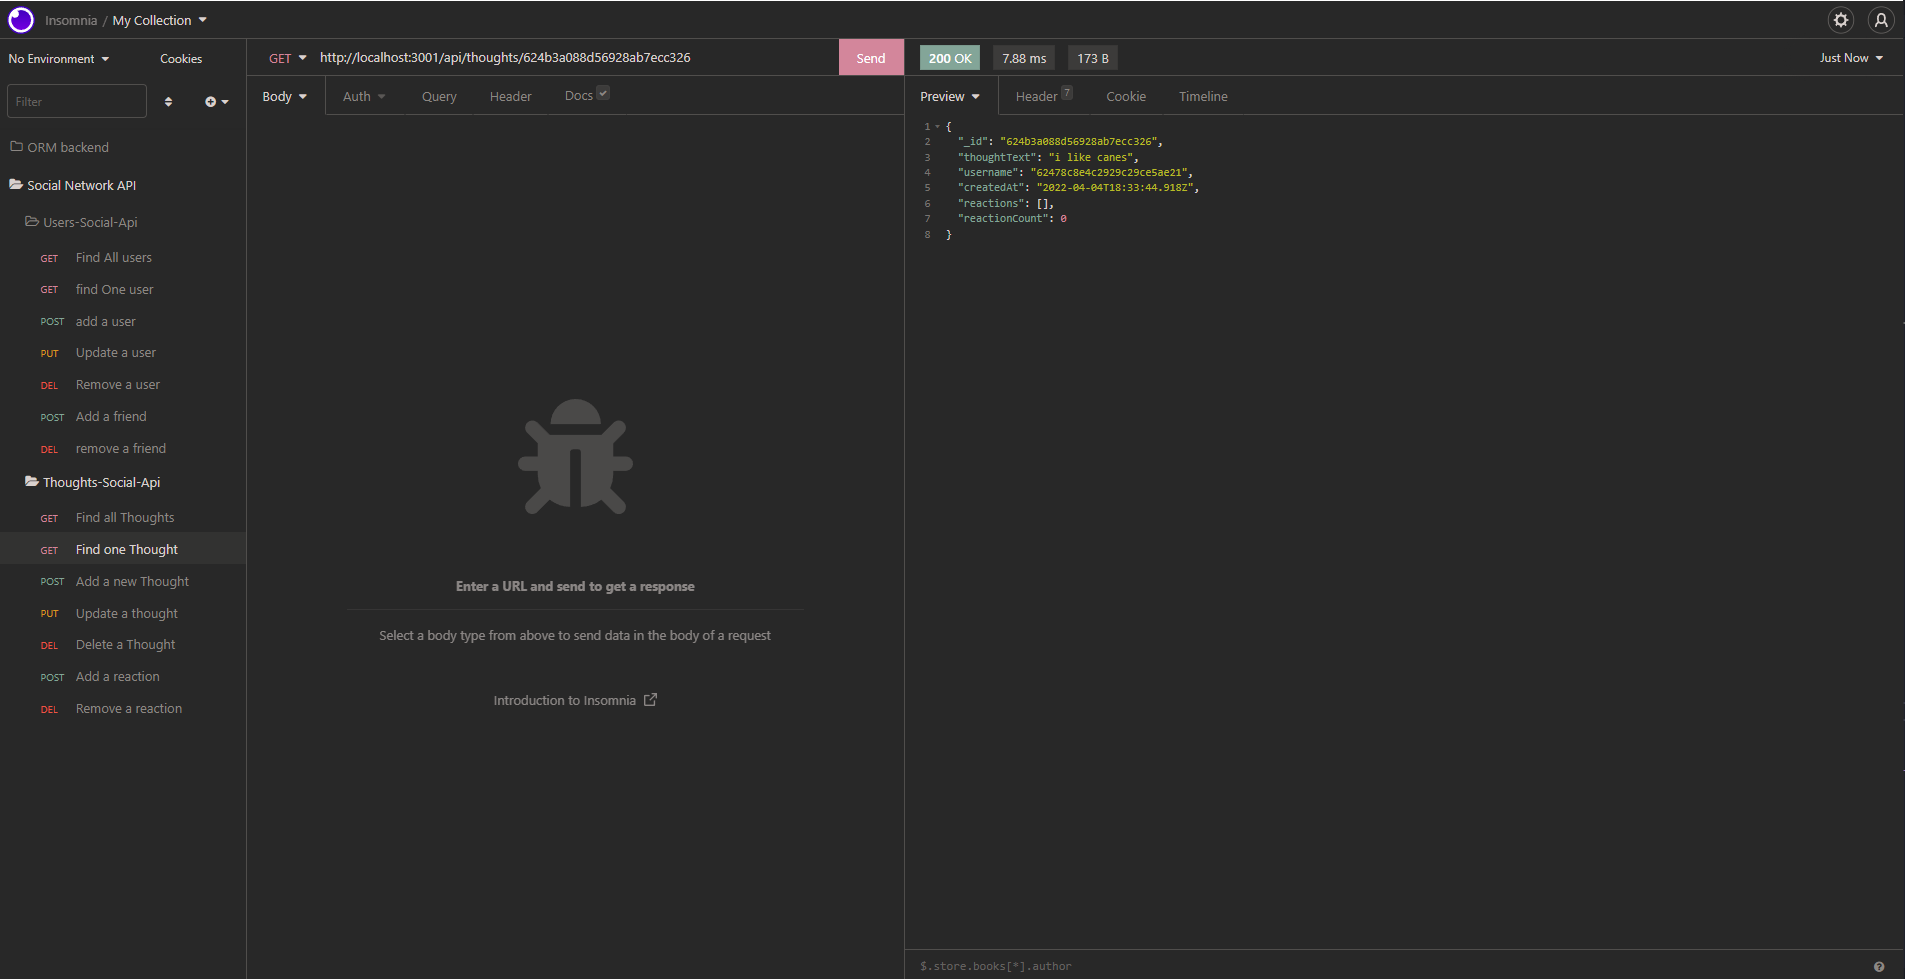 Insomnia / My Collection
No Environment
Cookies
Filter
ORM backend
Social Network API
Users-Social-Api
GET Find All users
GET find One user
POST add a user
PUT Update a user
DEL Remove a user
POST Add a friend
DEL remove a friend
Thoughts-Social-Api
GET Find all Thoughts
GET Find one Thought
POST Add a new Thought
PUT Update a thought
DEL Delete a Thought
POST Add a reaction
DEL Remove a reaction
GET http://localhost:3001/api/thoughts/624b3a088d56928ab7ecc326 Send
Body Auth Query Header Docs
Enter a URL and send to get a response
Select a body type from above to send data in the body of a request
Introduction to Insomnia
200 OK 7.88 ms 173 B Just Now
Preview Header 7 Cookie Timeline
1 {
2 "_id": "624b3a088d56928ab7ecc326",
3 "thoughtText": "i like canes",
4 "username": "62478c8e4c2929c29ce5ae21",
5 "createdAt": "2022-04-04T18:33:44.918Z",
6 "reactions": [],
7 "reactionCount": 0
8 }
$.store.books[*].author